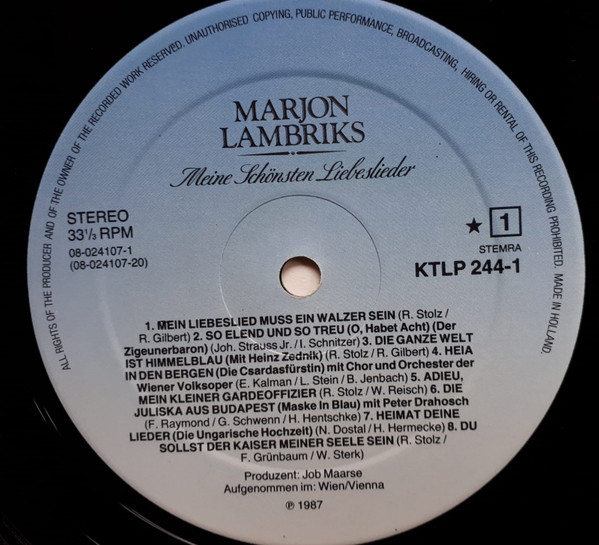 ALL RIGHTS OF THE PRODUCER AND OF THE OWNER OF THE RECORDED WORK RESERVED. UNAUTHORISED COPYING, PUBLIC PERFORMANCE, BROADCASTING, HIRING OR RENTAL OF THIS RECORDING PROHIBITED. MADE IN HOLLAND.
MARJON
LAMBRIKS
Meine Schönsten Liebeslieder
STEREO
33⅓ RPM
08-024107-1
(08-024107-20)
★ 1
STEMRA
KTLP 244-1
1. MEIN LIEBESLIED MUSS EIN WALZER SEIN (R. Stolz /
R. Gilbert) 2. SO ELEND UND SO TREU (O, Habet Acht) (Der
Zigeunerbaron) (Joh. Strauss Jr. / I. Schnitzer) 3. DIE GANZE WELT
IST HIMMELBLAU (Mit Heinz Zednik) (R. Stolz / R. Gilbert) 4. HEIA
IN DEN BERGEN (Die Csardasfürstin) mit Chor und Orchester der
Wiener Volksoper (E. Kalman / L. Stein / B. Jenbach) 5. ADIEU,
MEIN KLEINER GARDEOFFIZIER (R. Stolz / W. Reisch) 6. DIE
JULISKA AUS BUDAPEST (Maske In Blau) mit Peter Drahosch
(F. Raymond / G. Schwenn / H. Hentschke) 7. HEIMAT DEINE
LIEDER (Die Ungarische Hochzeit) (N. Dostal / H. Hermecke) 8. DU
SOLLST DER KAISER MEINER SEELE SEIN (R. Stolz /
F. Grünbaum / W. Sterk)
Produzent: Job Maarse
Aufgenommen im: Wien/Vienna
℗ 1987